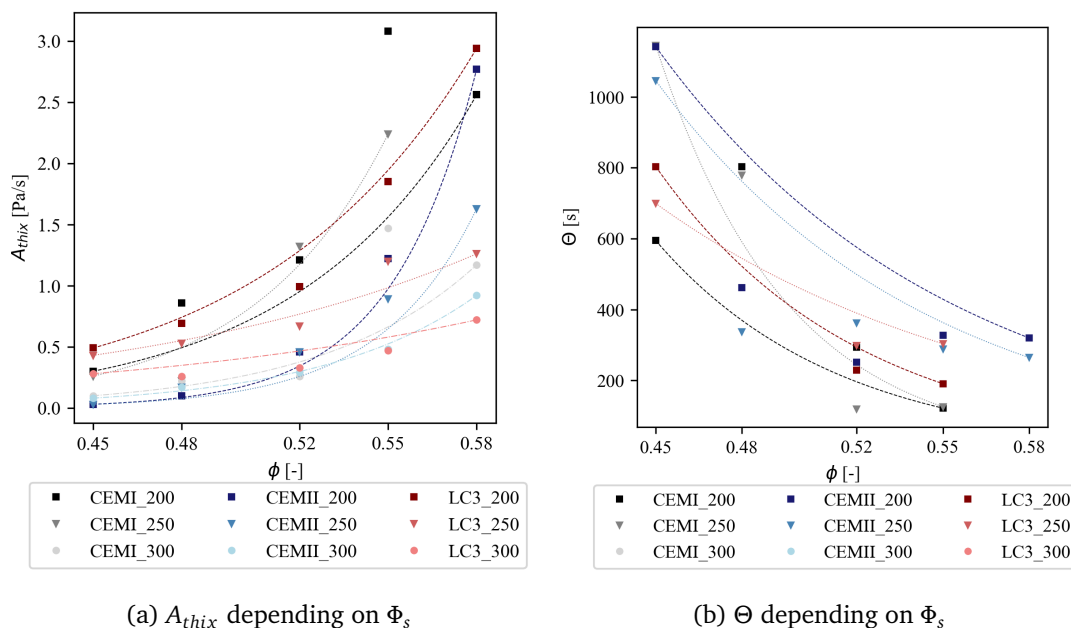 3.0
2.5
2.0
1.5
1.0
0.5
0.0
A_thix [Pa/s]
0.45 0.48 0.52 0.55 0.58
ϕ [-]
CEMI_200 CEMII_200 LC3_200
CEMI_250 CEMII_250 LC3_250
CEMI_300 CEMII_300 LC3_300
(a) A_thix depending on Φ_s
1000
800
600
400
200
Θ [s]
0.45 0.48 0.52 0.55 0.58
ϕ [-]
CEMI_200 CEMII_200 LC3_200
CEMI_250 CEMII_250 LC3_250
CEMI_300 CEMII_300 LC3_300
(b) Θ depending on Φ_s